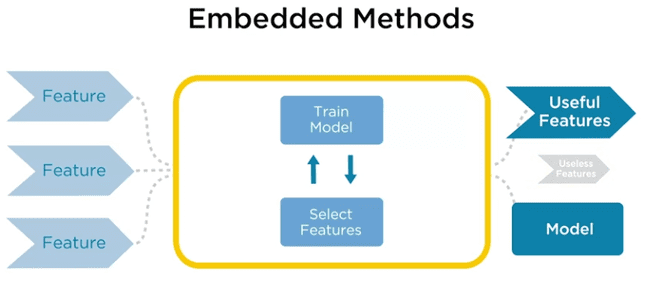 Embedded Methods
Feature
Feature
Feature
Train
Model
Select
Features
Useful
Features
Useless
Features
Model